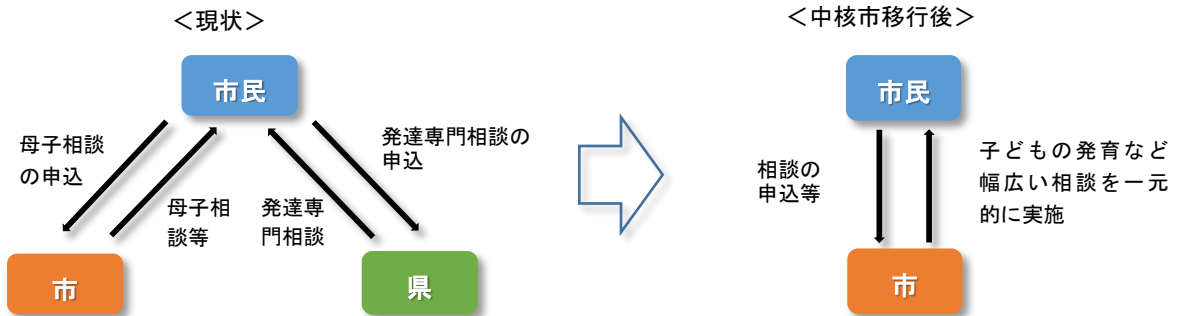 ＜現状＞
市民
母子相談
の申込
母子相
談等
発達専
門相談
発達専門相談の
申込
市
県
＜中核市移行後＞
市民
相談の
申込等
子どもの発育など
幅広い相談を一元
的に実施
市